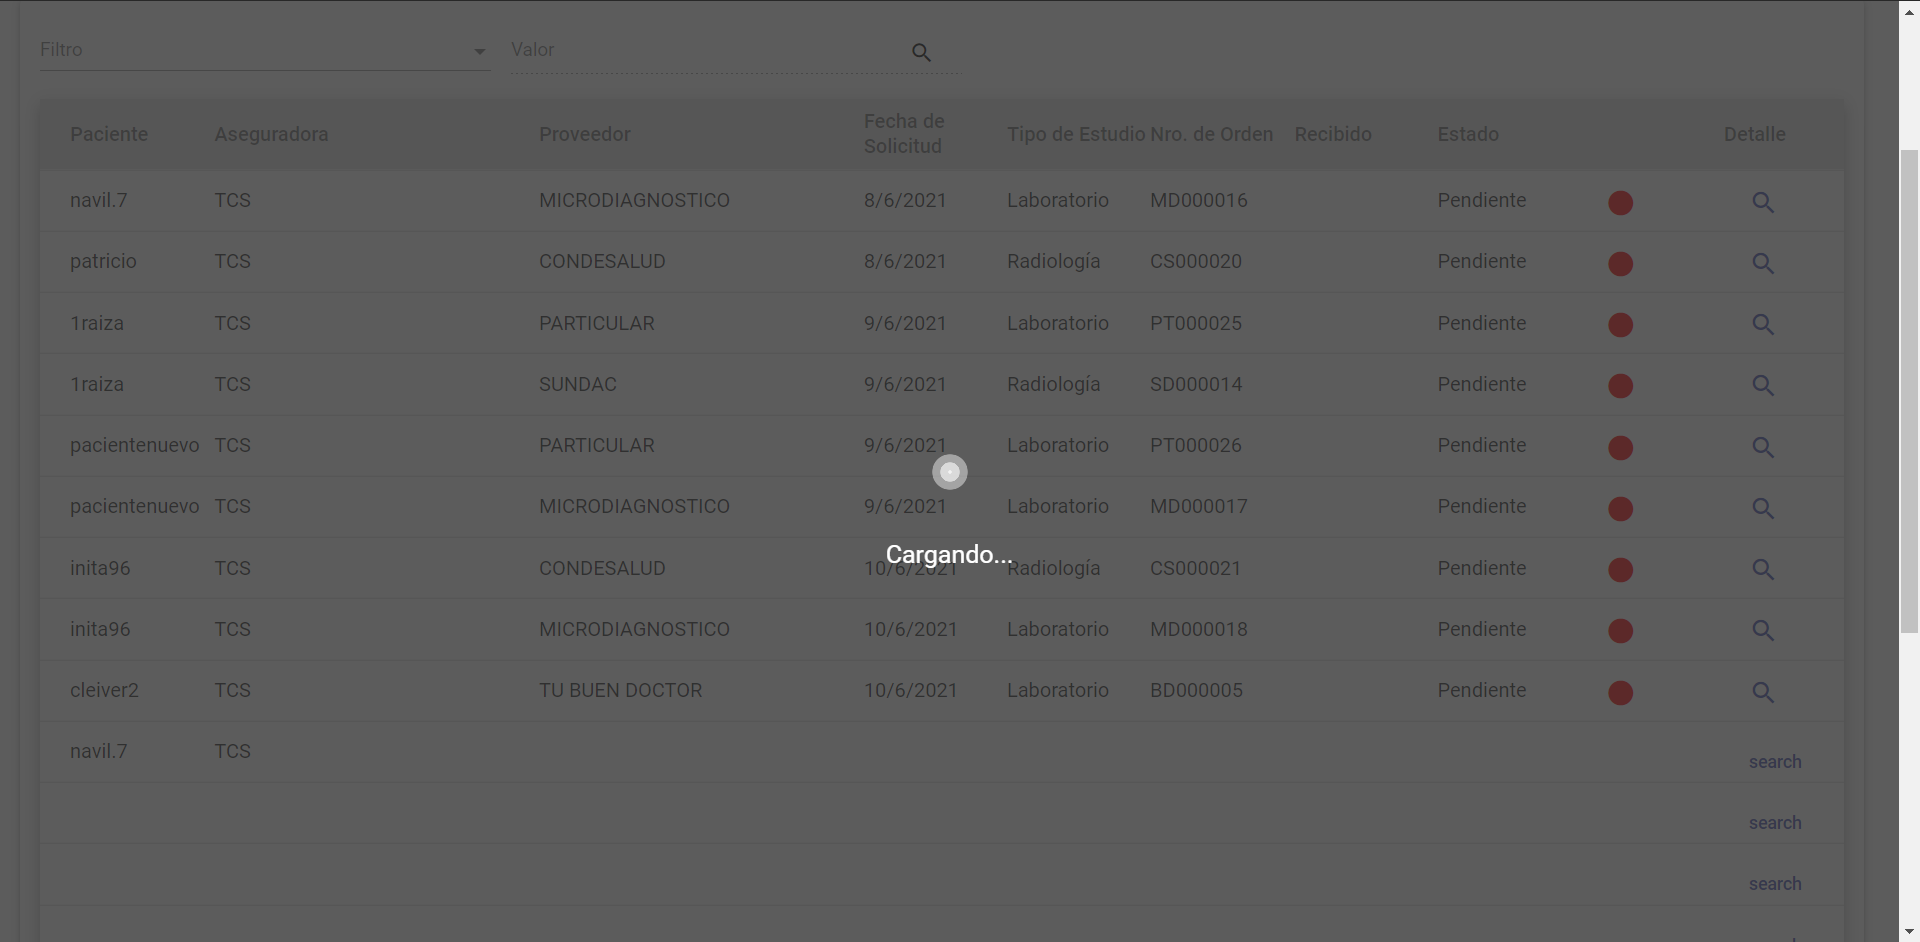 Filtro Valor
Paciente Aseguradora Proveedor Fecha de Solicitud Tipo de Estudio Nro. de Orden Recibido Estado Detalle
navil.7 TCS MICRODIAGNOSTICO 8/6/2021 Laboratorio MD000016 Pendiente
patricio TCS CONDESALUD 8/6/2021 Radiología CS000020 Pendiente
1raiza TCS PARTICULAR 9/6/2021 Laboratorio PT000025 Pendiente
1raiza TCS SUNDAC 9/6/2021 Radiología SD000014 Pendiente
pacientenuevo TCS PARTICULAR 9/6/2021 Laboratorio PT000026 Pendiente
pacientenuevo TCS MICRODIAGNOSTICO 9/6/2021 Laboratorio MD000017 Pendiente
Cargando...
inita96 TCS CONDESALUD 10/6/2021 Radiología CS000021 Pendiente
inita96 TCS MICRODIAGNOSTICO 10/6/2021 Laboratorio MD000018 Pendiente
cleiver2 TCS TU BUEN DOCTOR 10/6/2021 Laboratorio BD000005 Pendiente
navil.7 TCS
search
search
search